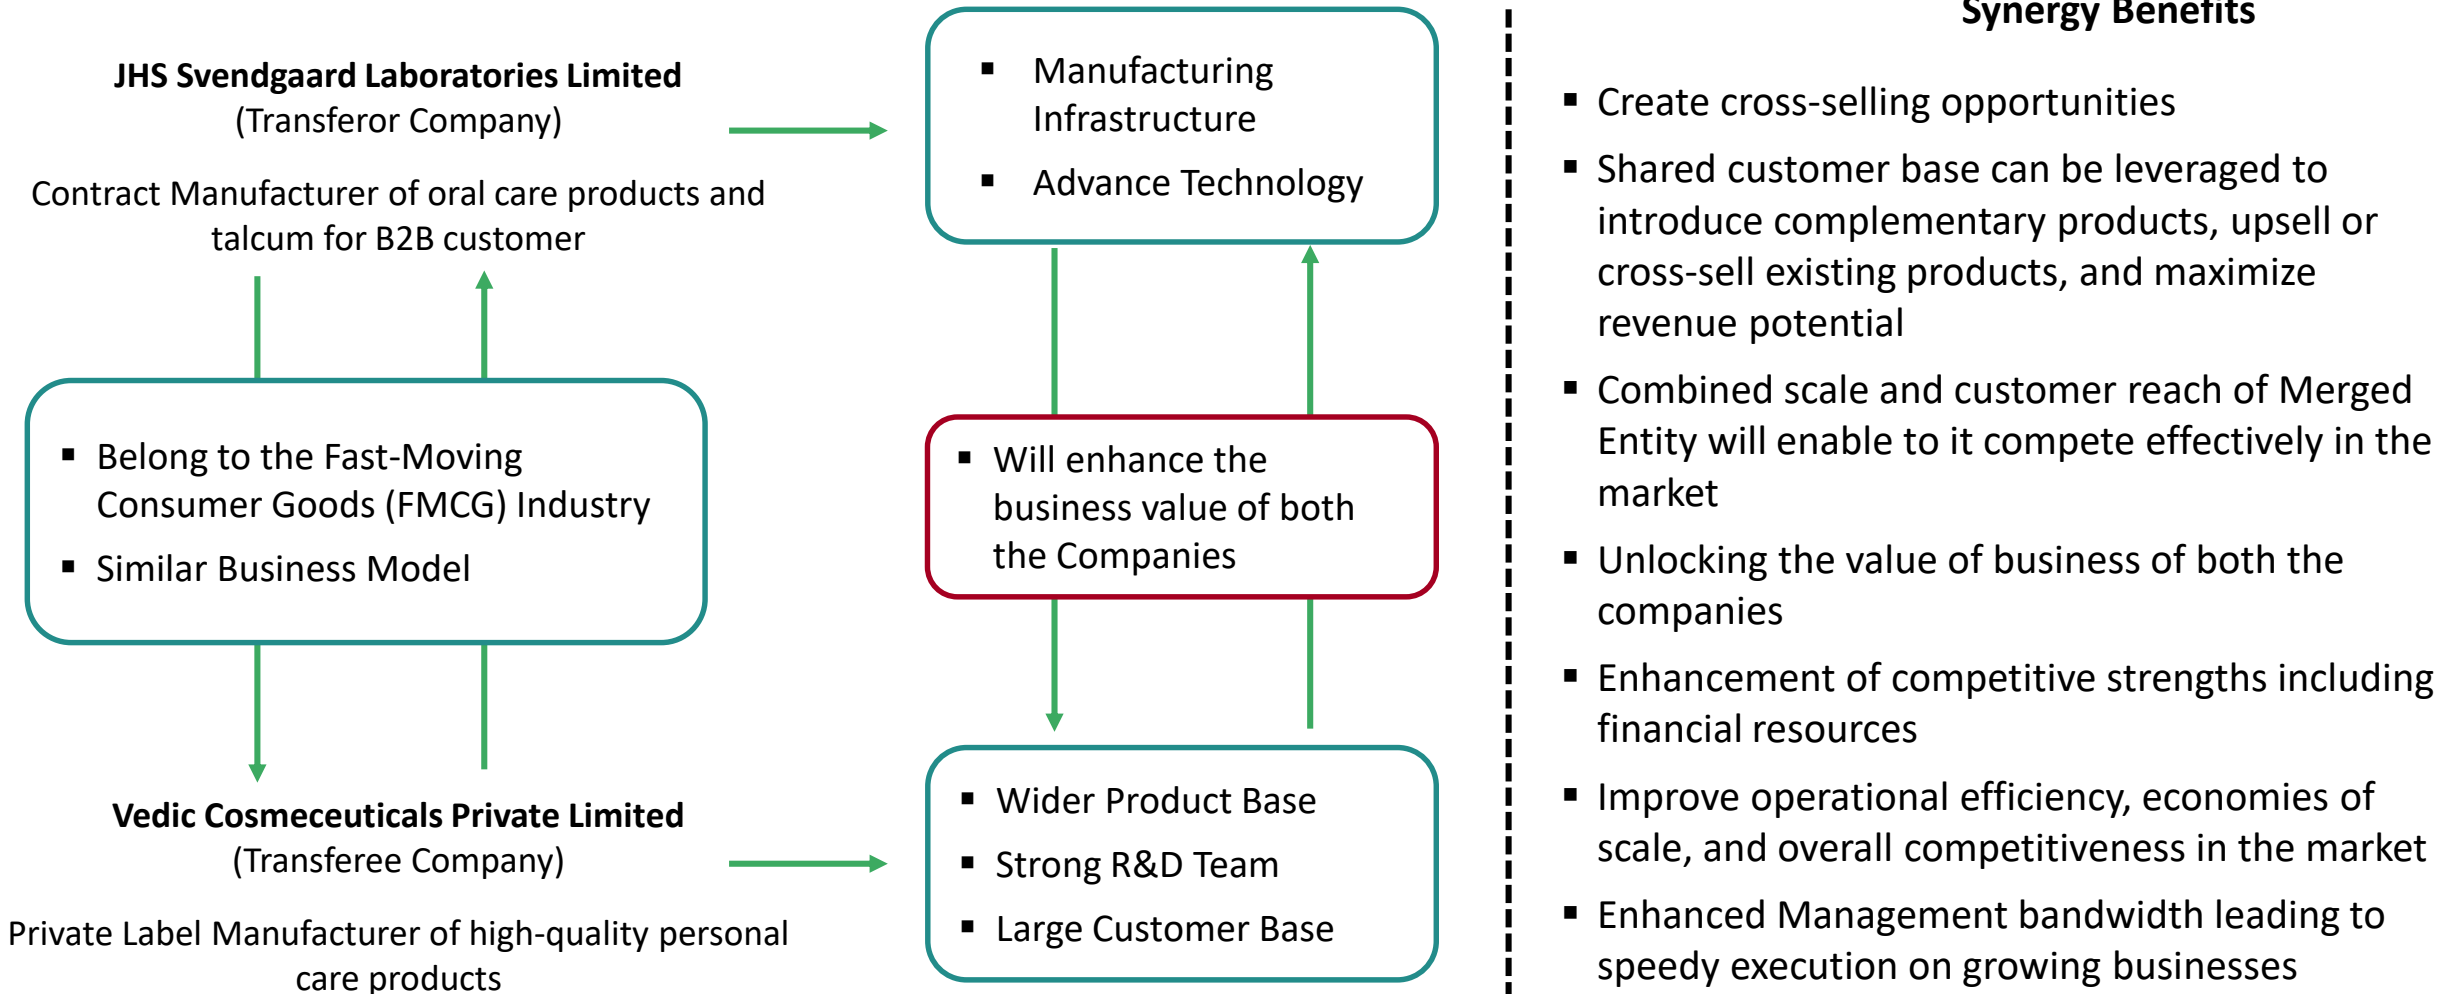 JHS Svendgaard Laboratories Limited
(Transferor Company)
Contract Manufacturer of oral care products and
talcum for B2B customer
▪ Belong to the Fast-Moving
Consumer Goods (FMCG) Industry
▪ Similar Business Model
Vedic Cosmeceuticals Private Limited
(Transferee Company)
Private Label Manufacturer of high-quality personal
care products
▪ Manufacturing
Infrastructure
▪ Advance Technology
▪ Will enhance the
business value of both
the Companies
▪ Wider Product Base
▪ Strong R&D Team
▪ Large Customer Base
Synergy Benefits
▪ Create cross-selling opportunities
▪ Shared customer base can be leveraged to
introduce complementary products, upsell or
cross-sell existing products, and maximize
revenue potential
▪ Combined scale and customer reach of Merged
Entity will enable to it compete effectively in the
market
▪ Unlocking the value of business of both the
companies
▪ Enhancement of competitive strengths including
financial resources
▪ Improve operational efficiency, economies of
scale, and overall competitiveness in the market
▪ Enhanced Management bandwidth leading to
speedy execution on growing businesses